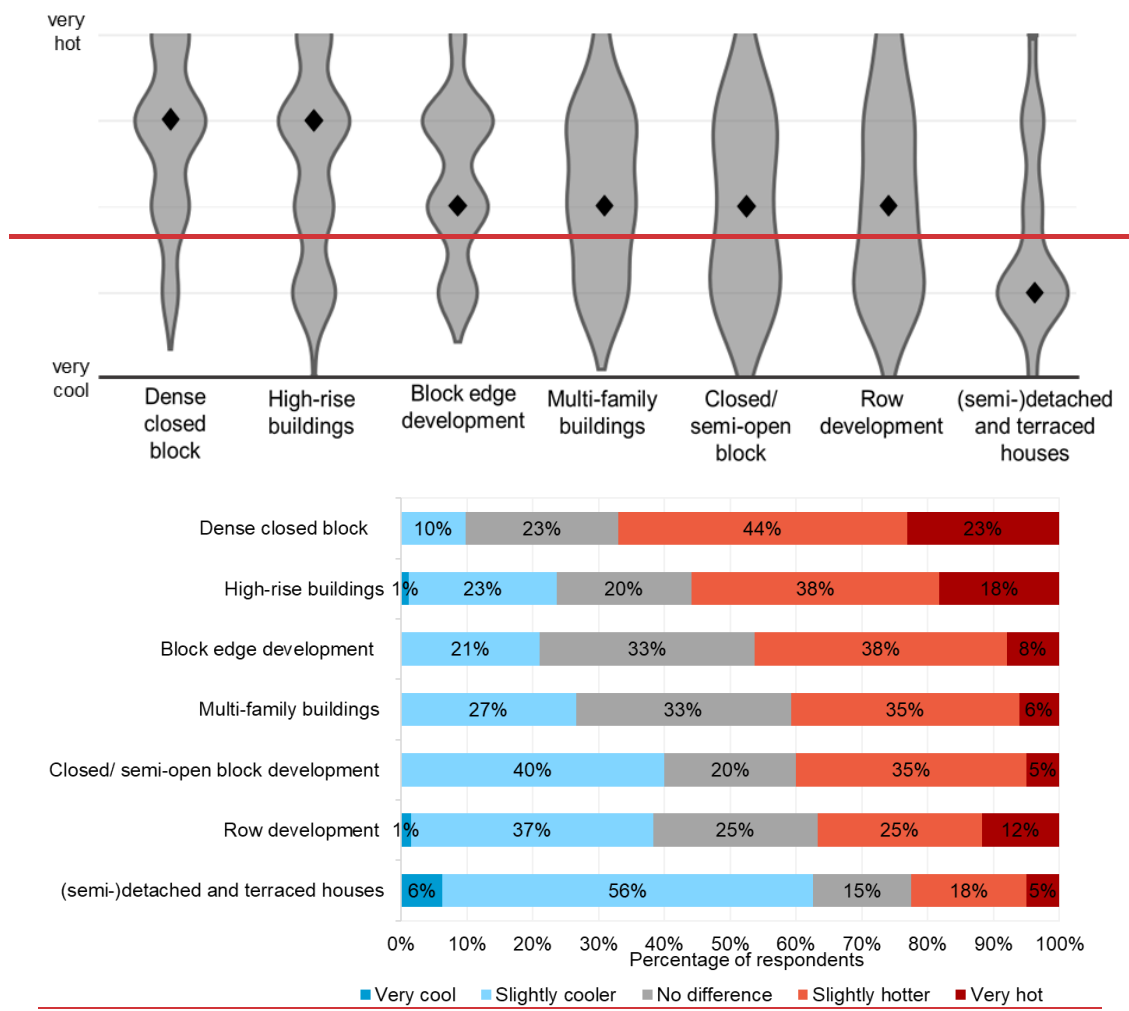 very
hot
very
cool
Dense
closed
block
High-rise
buildings
Block edge
development
Multi-family
buildings
Closed/
semi-open
block
Row
development
(semi-)detached
and terraced
houses
Dense closed block 10% 23% 44% 23%
High-rise buildings 1% 23% 20% 38% 18%
Block edge development 21% 33% 38% 8%
Multi-family buildings 27% 33% 35% 6%
Closed/ semi-open block development 40% 20% 35% 5%
Row development 1% 37% 25% 25% 12%
(semi-)detached and terraced houses 6% 56% 15% 18% 5%
0% 10% 20% 30% 40% 50% 60% 70% 80% 90% 100%
Percentage of respondents
Very cool Slightly cooler No difference Slightly hotter Very hot